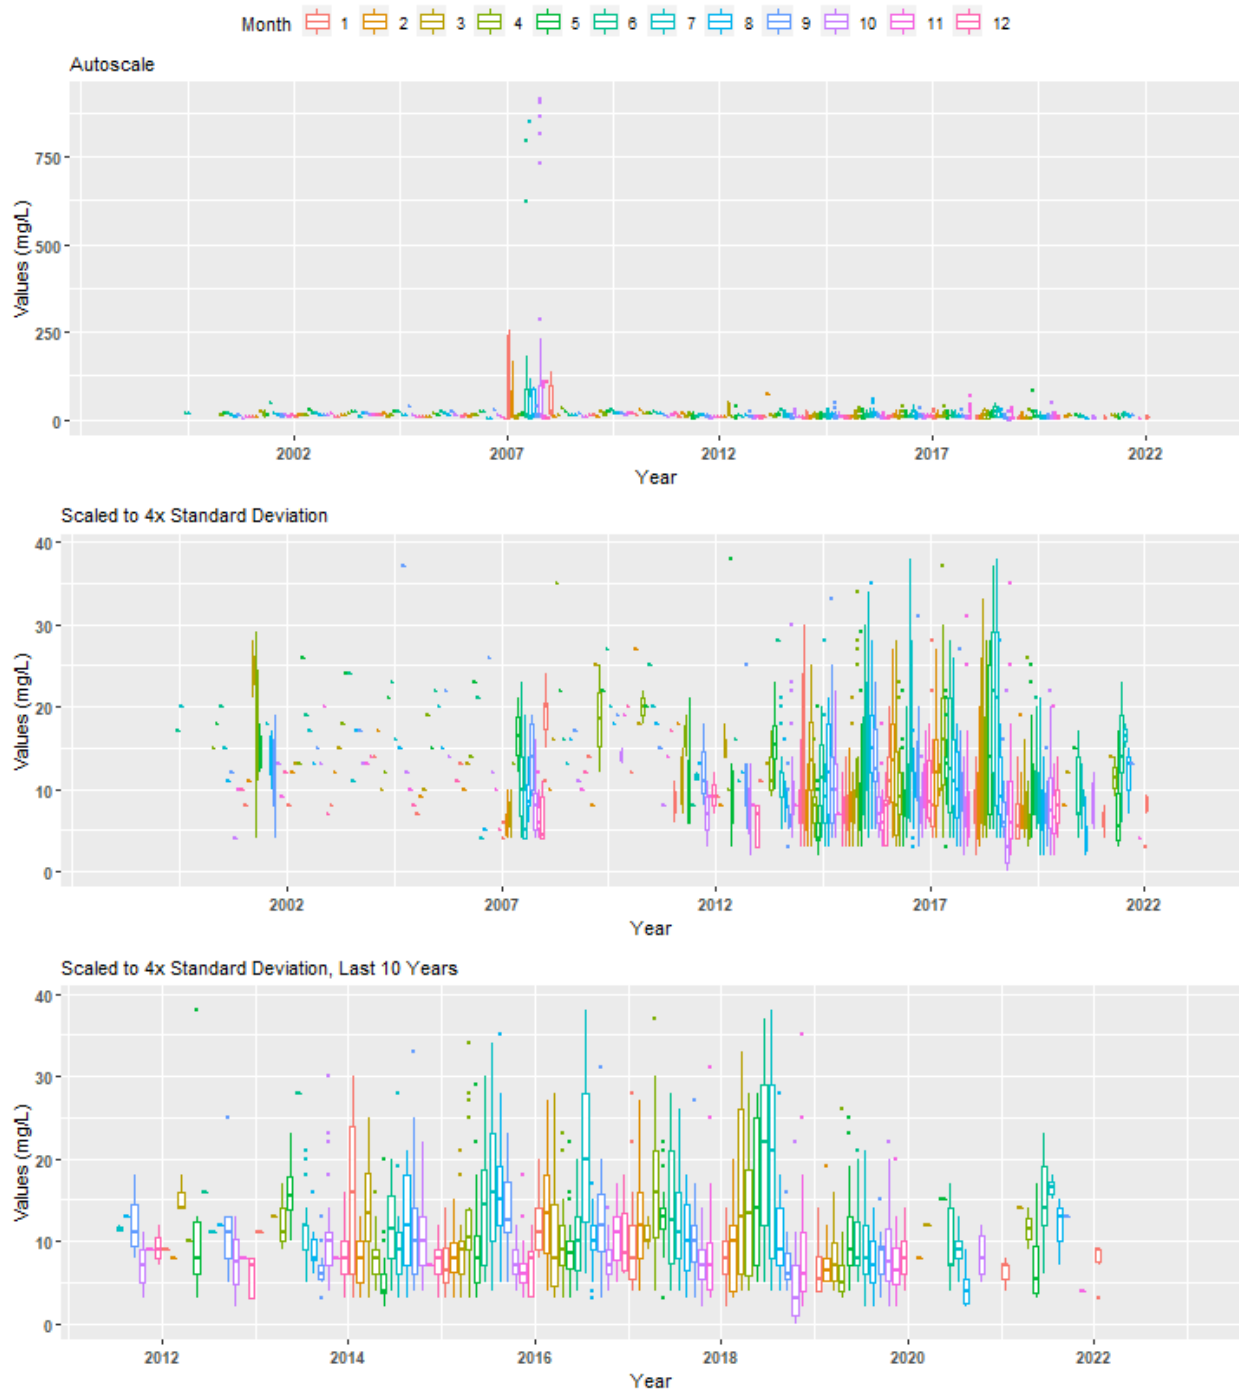 Month 1 2 3 4 5 6 7 8 9 10 11 12
Autoscale
Values (mg/L)
750
500
250
0
2002 2007 2012 2017 2022
Year
Scaled to 4x Standard Deviation
Values (mg/L)
40
30
20
10
0
2002 2007 2012 2017 2022
Year
Scaled to 4x Standard Deviation, Last 10 Years
Values (mg/L)
40
30
20
10
0
2012 2014 2016 2018 2020 2022
Year